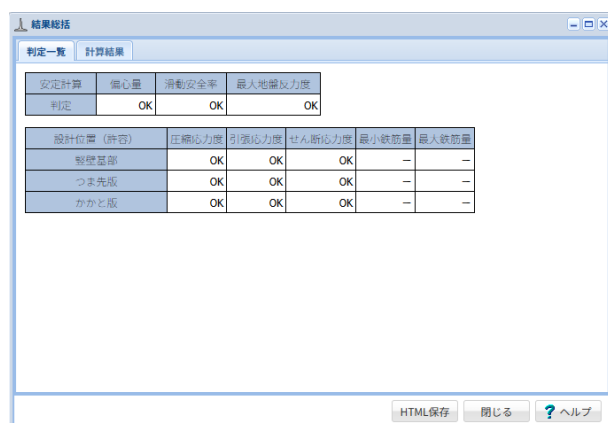 結果総括
判定一覧 計算結果
安定計算 偏心量 滑動安全率 最大地盤反力度
判定 OK OK OK
設計位置（許容） 圧縮応力度 引張応力度 せん断応力度 最小鉄筋量 最大鉄筋量
竪壁基部 OK OK OK － －
つま先版 OK OK OK － －
かかと版 OK OK OK － －
HTML保存 閉じる ? ヘルプ